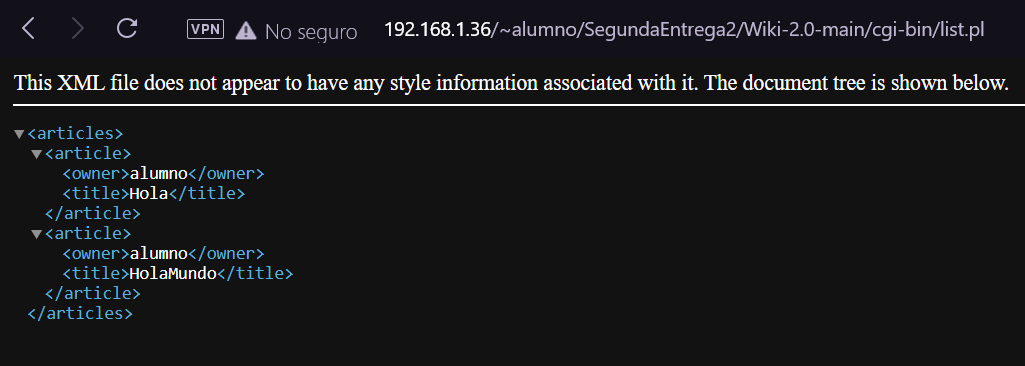 VPN No seguro 192.168.1.36/~alumno/SegundaEntrega2/Wiki-2.0-main/cgi-bin/list.pl
This XML file does not appear to have any style information associated with it. The document tree is shown below.
<articles>
<article>
<owner>alumno</owner>
<title>Hola</title>
</article>
<article>
<owner>alumno</owner>
<title>HolaMundo</title>
</article>
</articles>